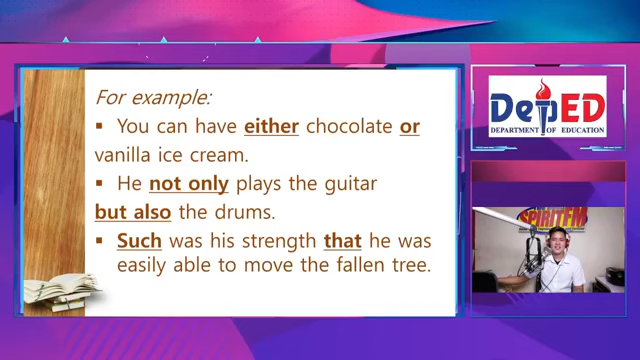 For example:
▪ You can have either chocolate or
vanilla ice cream.
▪ He not only plays the guitar
but also the drums.
▪ Such was his strength that he was
easily able to move the fallen tree.
DepED
DEPARTMENT OF EDUCATION
SPIRITFM